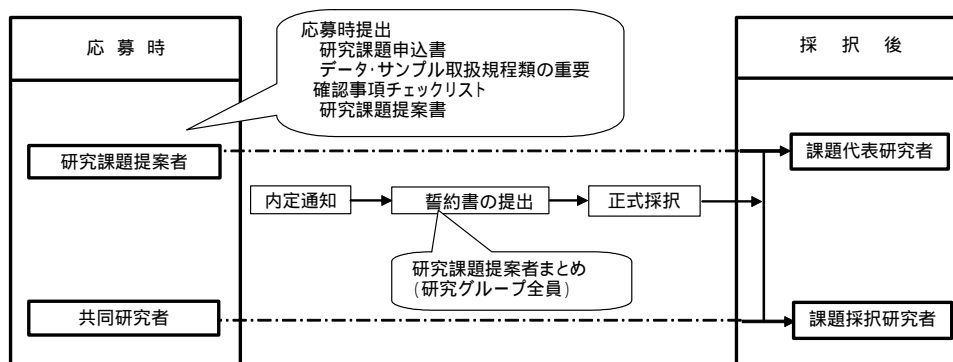 応募時
応募時提出
研究課題申込書
データ・サンプル取扱規程類の重要
確認事項チェックリスト
研究課題提案書
採択後
研究課題提案者
課題代表研究者
内定通知
誓約書の提出
正式採択
研究課題提案者まとめ
(研究グループ全員)
共同研究者
課題採択研究者